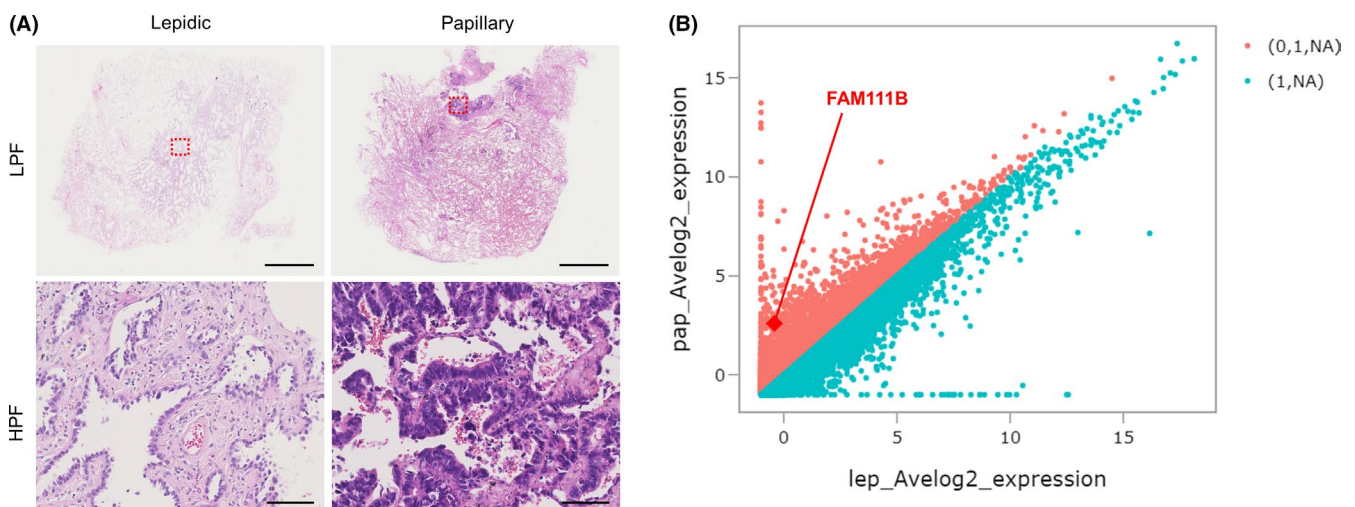 (A)
Lepidic
Papillary
LPF
HPF
(B)
FAM111B
(0,1,NA)
(1,NA)
pap_Avelog2_expression
15
10
5
0
0
5
10
15
lep_Avelog2_expression